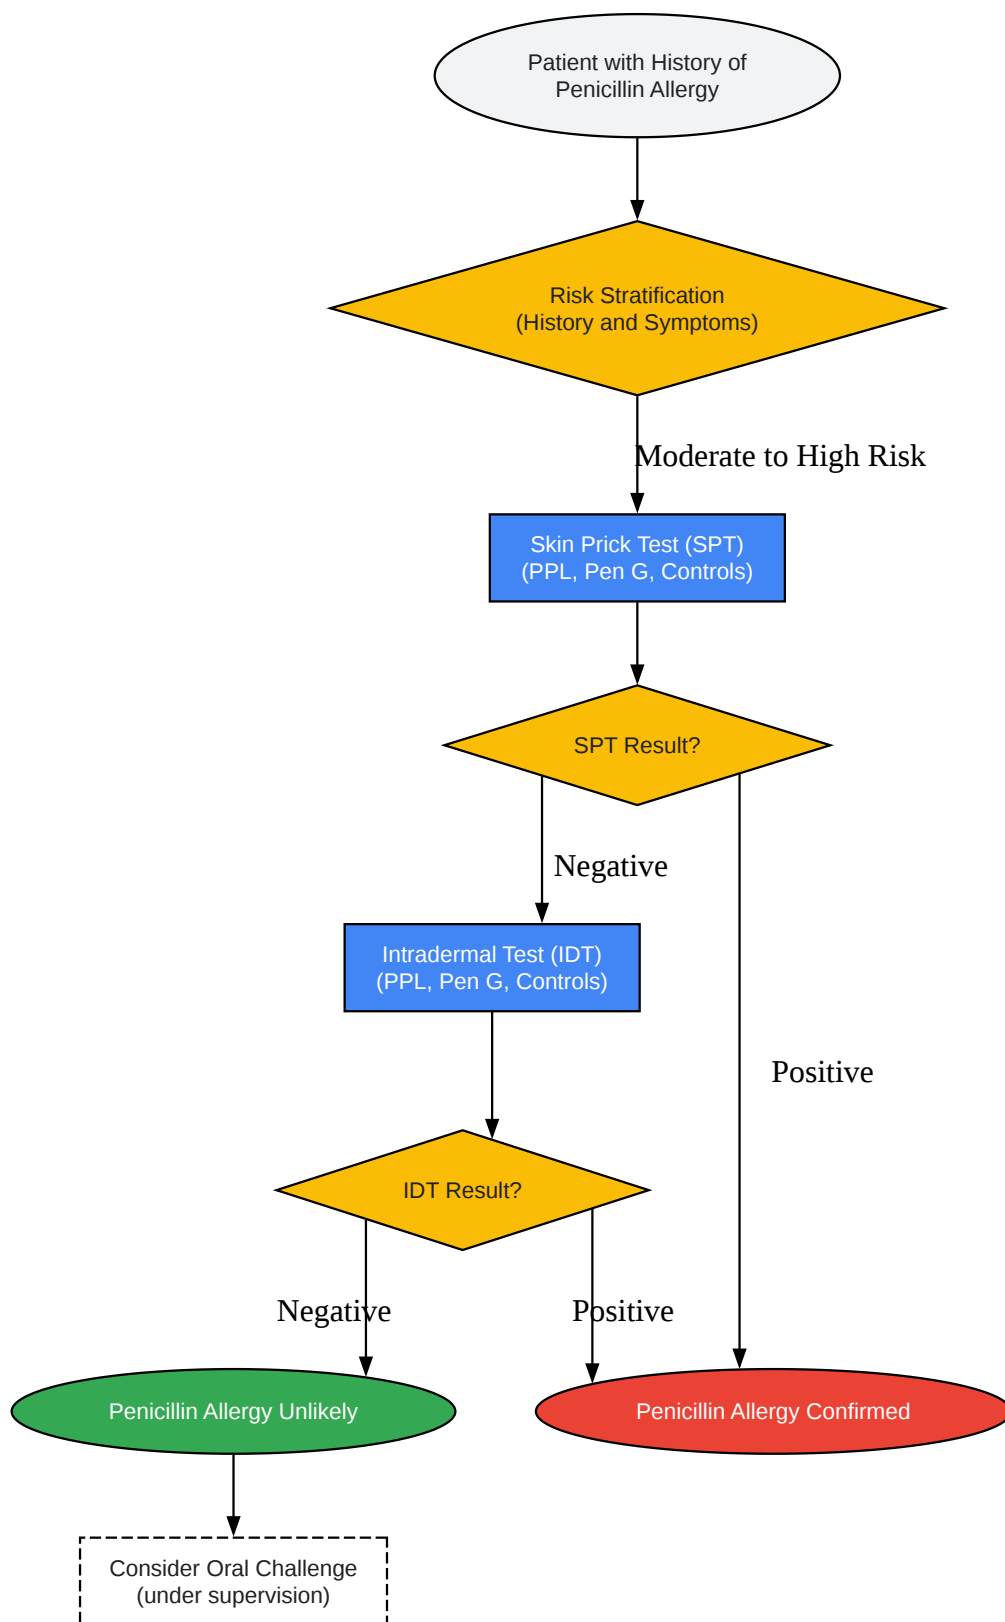 Patient with History of
Penicillin Allergy
Risk Stratification
(History and Symptoms)
Moderate to High Risk
Skin Prick Test (SPT)
(PPL, Pen G, Controls)
SPT Result?
Negative
Intradermal Test (IDT)
(PPL, Pen G, Controls)
Positive
IDT Result?
Negative
Positive
Penicillin Allergy Unlikely
Penicillin Allergy Confirmed
Consider Oral Challenge
(under supervision)